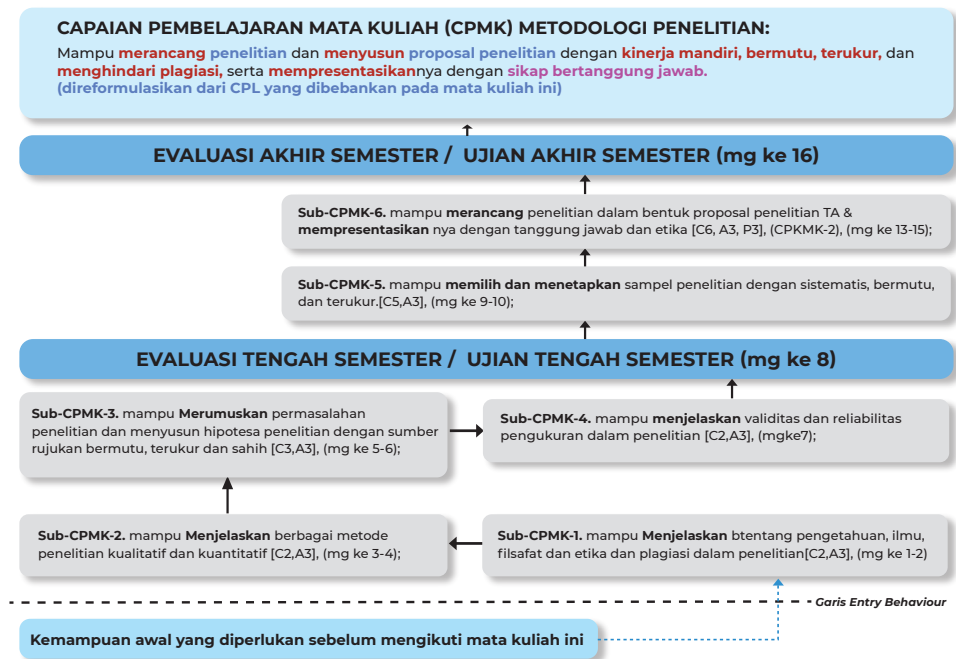 CAPAIAN PEMBELAJARAN MATA KULIAH (CPMK) METODOLOGI PENELITIAN:
Mampu merancang penelitian dan menyusun proposal penelitian dengan kinerja mandiri, bermutu, terukur, dan
menghindari plagiasi, serta mempresentasikannya dengan sikap bertanggung jawab.
(direformulasikan dari CPL yang dibebankan pada mata kuliah ini)
EVALUASI AKHIR SEMESTER / UJIAN AKHIR SEMESTER (mg ke 16)
Sub-CPMK-6. mampu merancang penelitian dalam bentuk proposal penelitian TA &
mempresentasikan nya dengan tanggung jawab dan etika [C6, A3, P3], (CPKMK-2), (mg ke 13-15);
Sub-CPMK-5. mampu memilih dan menetapkan sampel penelitian dengan sistematis, bermutu,
dan terukur.[C5,A3], (mg ke 9-10);
EVALUASI TENGAH SEMESTER / UJIAN TENGAH SEMESTER (mg ke 8)
Sub-CPMK-3. mampu Merumuskan permasalahan
penelitian dan menyusun hipotesa penelitian dengan sumber
rujukan bermutu, terukur dan sahih [C3,A3], (mg ke 5-6);
Sub-CPMK-4. mampu menjelaskan validitas dan reliabilitas
pengukuran dalam penelitian [C2,A3], (mgke7);
Sub-CPMK-2. mampu Menjelaskan berbagai metode
penelitian kualitatif dan kuantitatif [C2,A3], (mg ke 3-4);
Sub-CPMK-1. mampu Menjelaskan btentang pengetahuan, ilmu,
filsafat dan etika dan plagiasi dalam penelitian[C2,A3], (mg ke 1-2)
Garis Entry Behaviour
Kemampuan awal yang diperlukan sebelum mengikuti mata kuliah ini